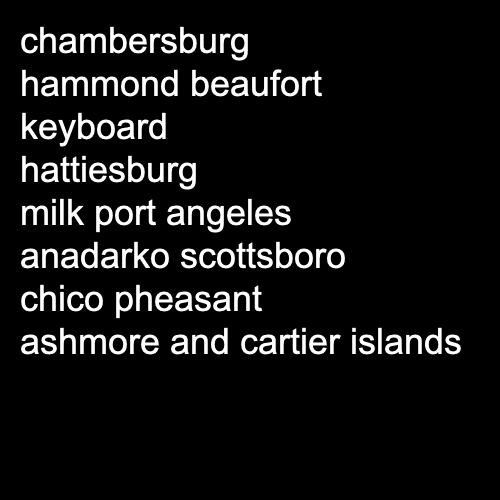 chambersburg
hammond beaufort
keyboard
hattiesburg
milk port angeles
anadarko scottsboro
chico pheasant
ashmore and cartier islands